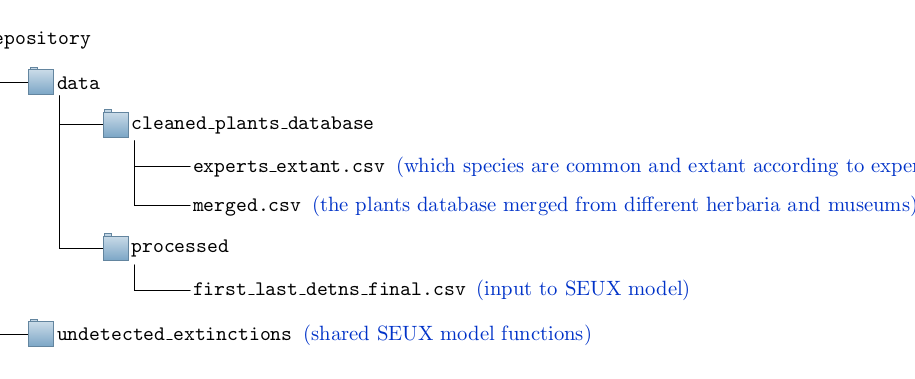 epository
data
cleaned_plants_database
experts_extant.csv (which species are common and extant according to exper
merged.csv (the plants database merged from different herbaria and museums)
processed
first_last_detns_final.csv (input to SEUX model)
undetected_extinctions (shared SEUX model functions)